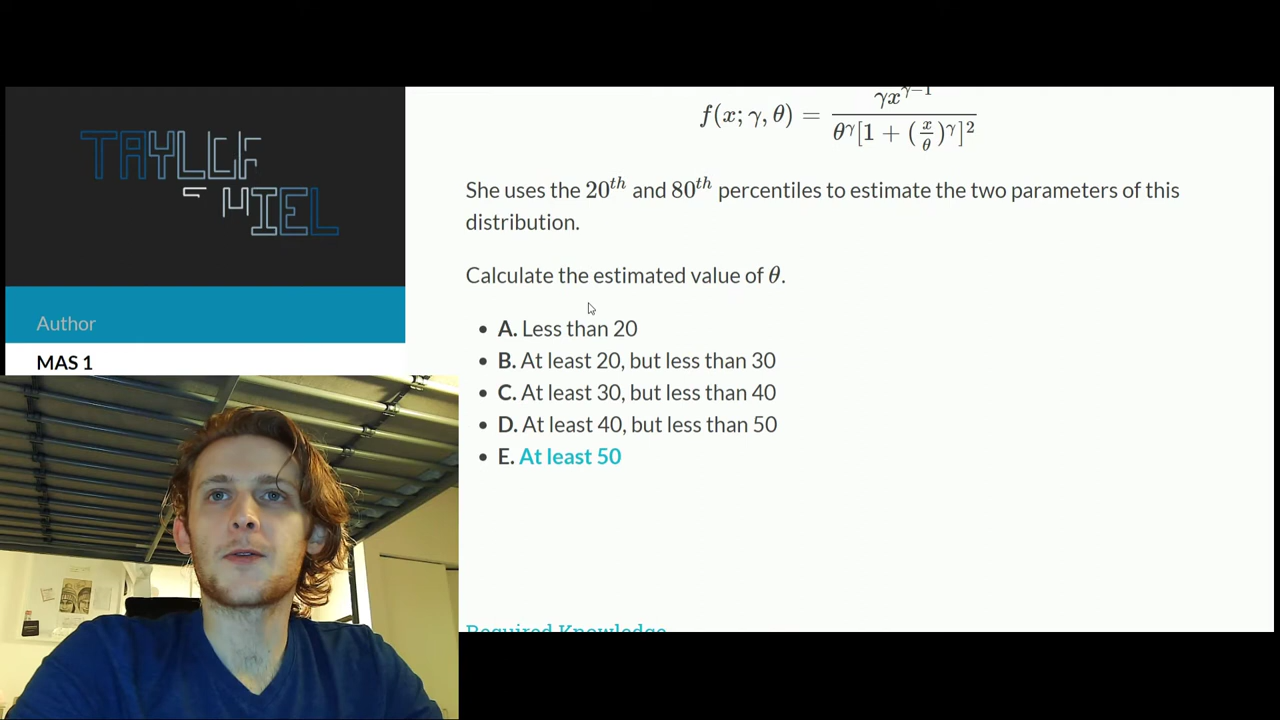 f(x; γ, θ) = γx^{γ−1} / θ^γ[1 + (x/θ)^γ]^2
She uses the 20^{th} and 80^{th} percentiles to estimate the two parameters of this
distribution.
Calculate the estimated value of θ.
• A. Less than 20
• B. At least 20, but less than 30
• C. At least 30, but less than 40
• D. At least 40, but less than 50
• E. At least 50
Required Knowledge
Author
MAS 1